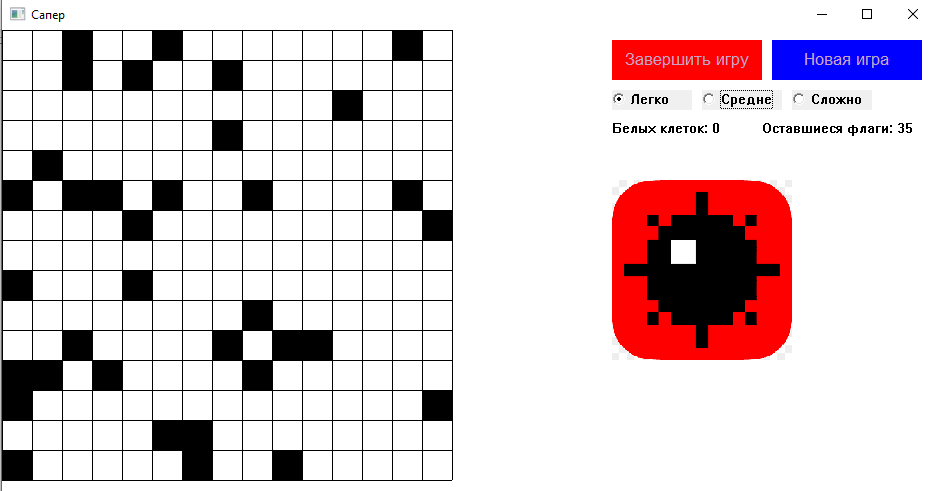 Сапер
Завершить игру
Новая игра
Легко
Средне
Сложно
Белых клеток: 0
Оставшиеся флаги: 35